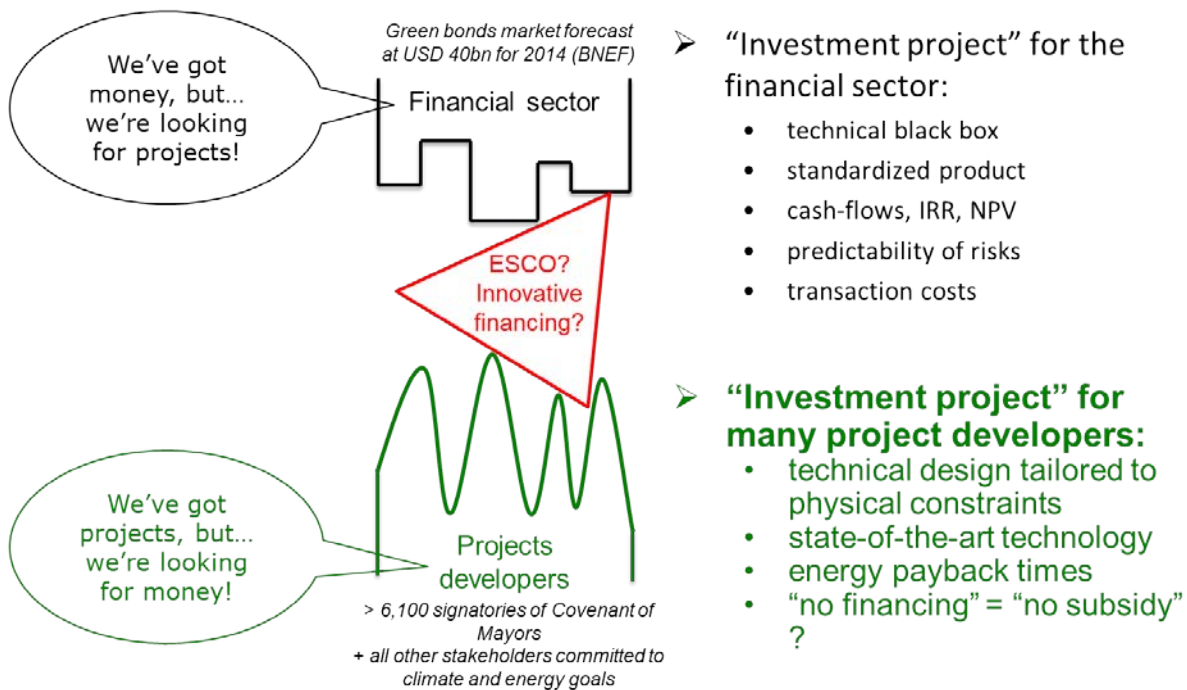 We've got
money, but...
we're looking
for projects!
Green bonds market forecast
at USD 40bn for 2014 (BNEF)
Financial sector
ESCO?
Innovative
financing?
We've got
projects, but...
we're looking
for money!
Projects
developers
> 6,100 signatories of Covenant of
Mayors
+ all other stakeholders committed to
climate and energy goals
➢ “Investment project” for the
financial sector:
• technical black box
• standardized product
• cash-flows, IRR, NPV
• predictability of risks
• transaction costs
➢ “Investment project” for
many project developers:
• technical design tailored to
physical constraints
• state-of-the-art technology
• energy payback times
• “no financing” = “no subsidy”
?